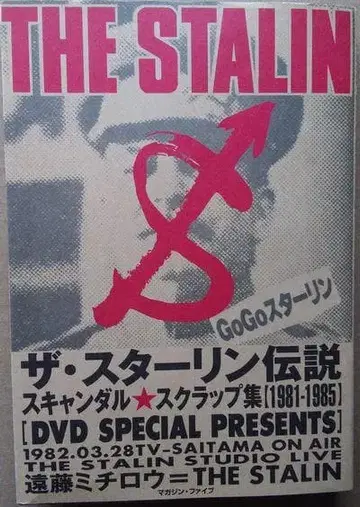 THE STALIN
GoGoスターリン
ザ・スターリン伝説
スキャンダル★スクラップ集[1981-1985]
[DVD SPECIAL PRESENTS]
1982.03.28TV-SAITAMA ON AIR
THE STALIN STUDIO LIVE
遠藤ミチロウ=THE STALIN
マガジン・ファイブ